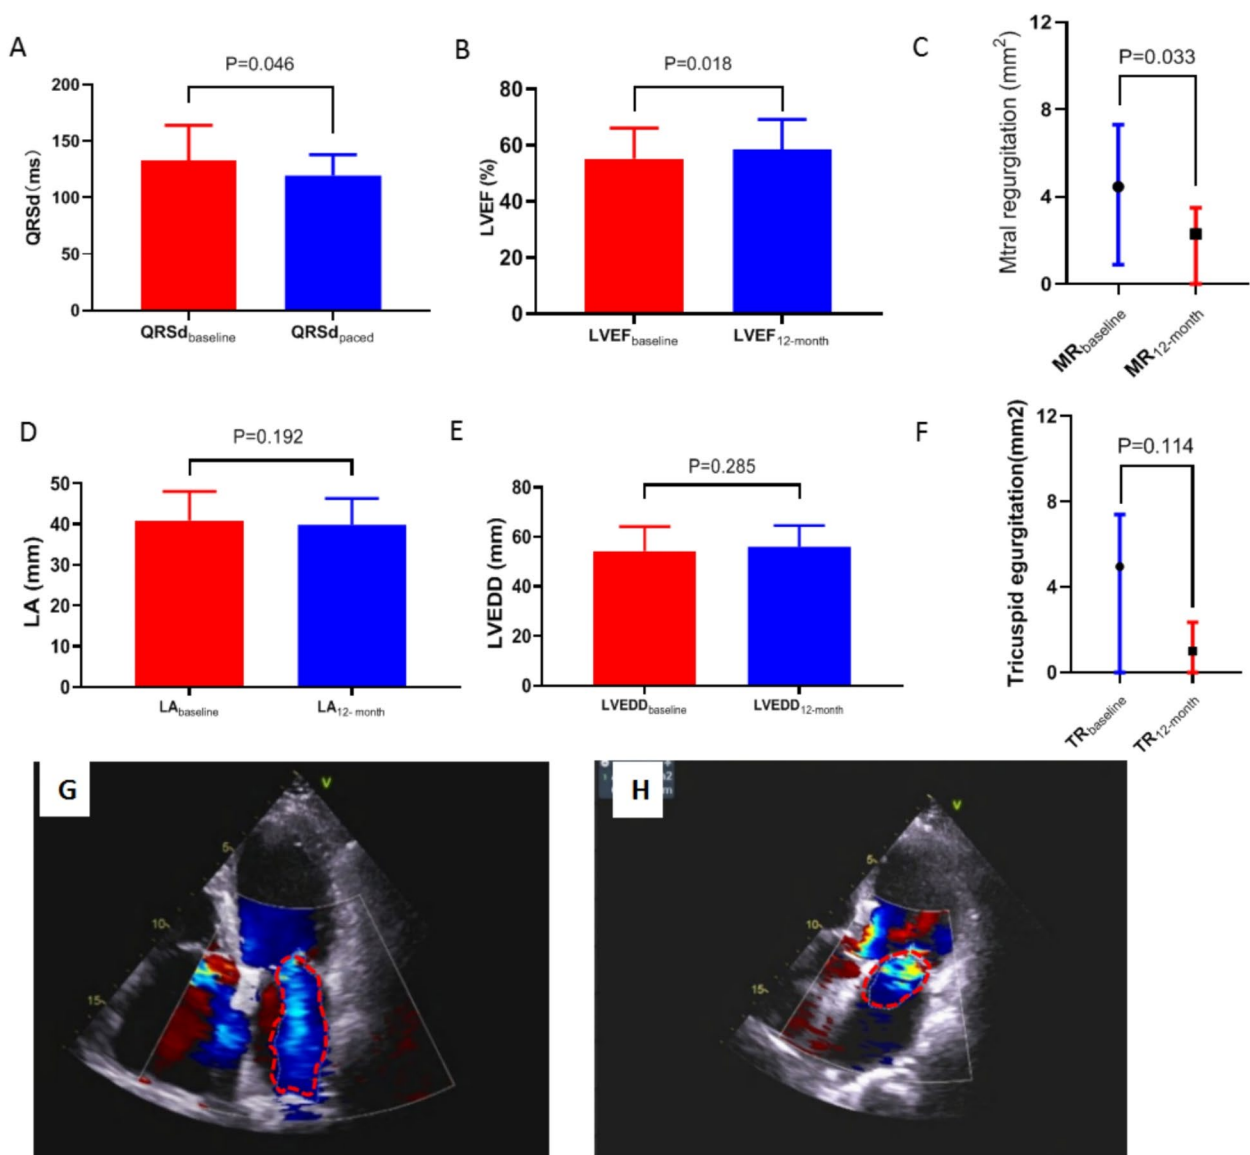 A
P=0.046
QRSd(ms)
200
150
100
50
0
QRSdbaseline
QRSdpaced
B
P=0.018
LVEF (%)
80
60
40
20
0
LVEFbaseline
LVEF12-month
C
P=0.033
Mtral regurgitation (mm2)
12
8
4
0
MRbaseline
MR12-month
D
P=0.192
LA (mm)
50
40
30
20
10
0
LAbaseline
LA12- month
E
P=0.285
LVEDD (mm)
80
60
40
20
0
LVEDDbaseline
LVEDD12-month
F
P=0.114
Tricuspid egurgitation(mm2)
12
8
4
0
TRbaseline
TR12-month
G
V
5
10
15
H
V
5
10
15